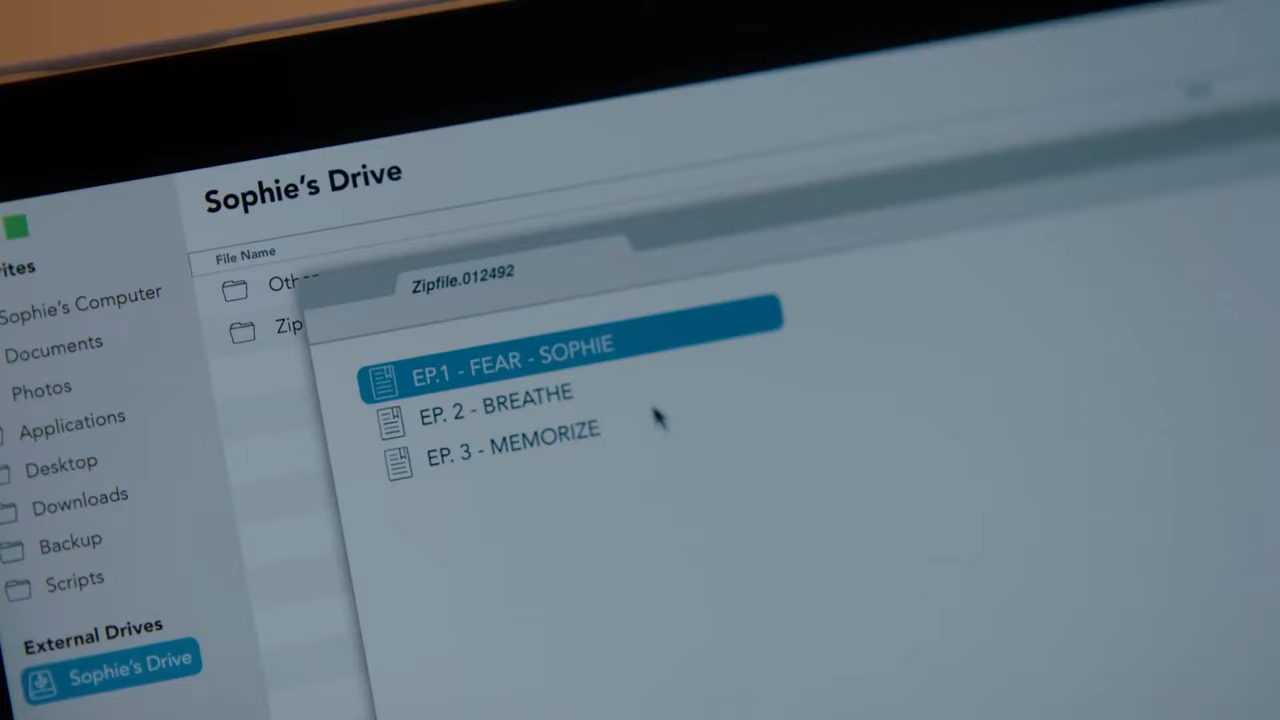 Sophie's Drive
File Name
Zip
Zipfile.012492
EP.1 - FEAR - SOPHIE
EP. 2 - BREATHE
EP. 3 - MEMORIZE
Sophie's Computer
Documents
Photos
Applications
Desktop
Downloads
Backup
Scripts
External Drives
Sophie's Drive